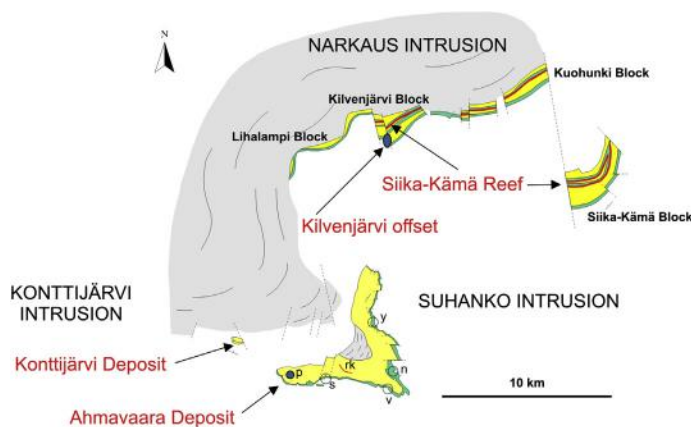 N
NARKAUS INTRUSION
Kuohunki Block
Kilvenjärvi Block
Lihalampi Block
Siika-Kämä Reef
Kilvenjärvi offset
Siika-Kämä Block
KONTTIJÄRVI
INTRUSION
SUHANKO INTRUSION
y
Konttijärvi Deposit
rk
p
n
s
v
10 km
Ahmavaara Deposit